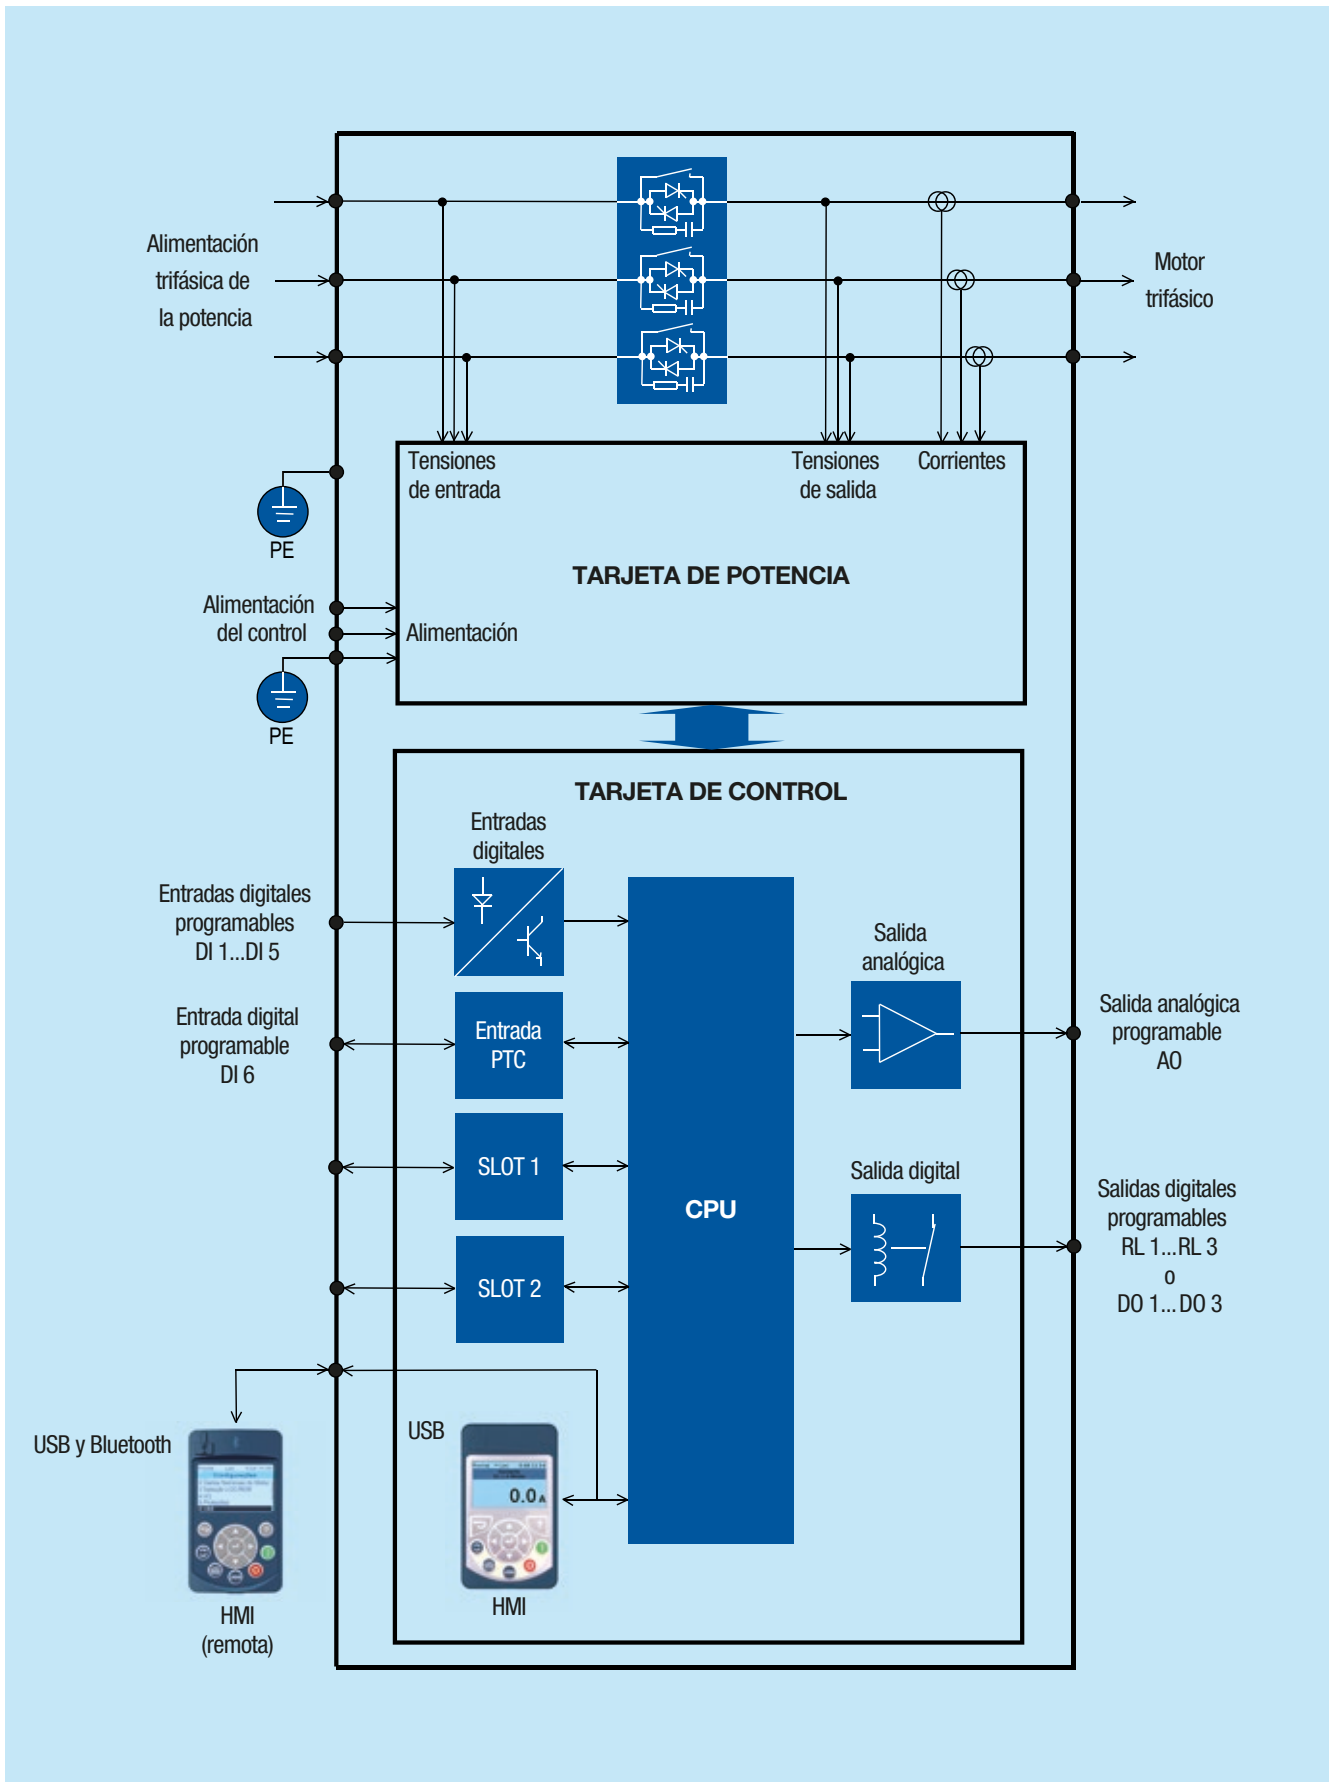 Alimentación
trifásica de
la potencia
Motor
trifásico
Tensiones
de entrada
Tensiones
de salida
Corrientes
PE
TARJETA DE POTENCIA
Alimentación
del control
Alimentación
PE
TARJETA DE CONTROL
Entradas
digitales
Entradas digitales
programables
DI 1...DI 5
Salida
analógica
Entrada digital
programable
DI 6
Entrada
PTC
Salida analógica
programable
AO
SLOT 1
CPU
Salida digital
Salidas digitales
programables
RL 1...RL 3
o
DO 1...DO 3
SLOT 2
USB y Bluetooth
USB
0.0 A
HMI
HMI
(remota)